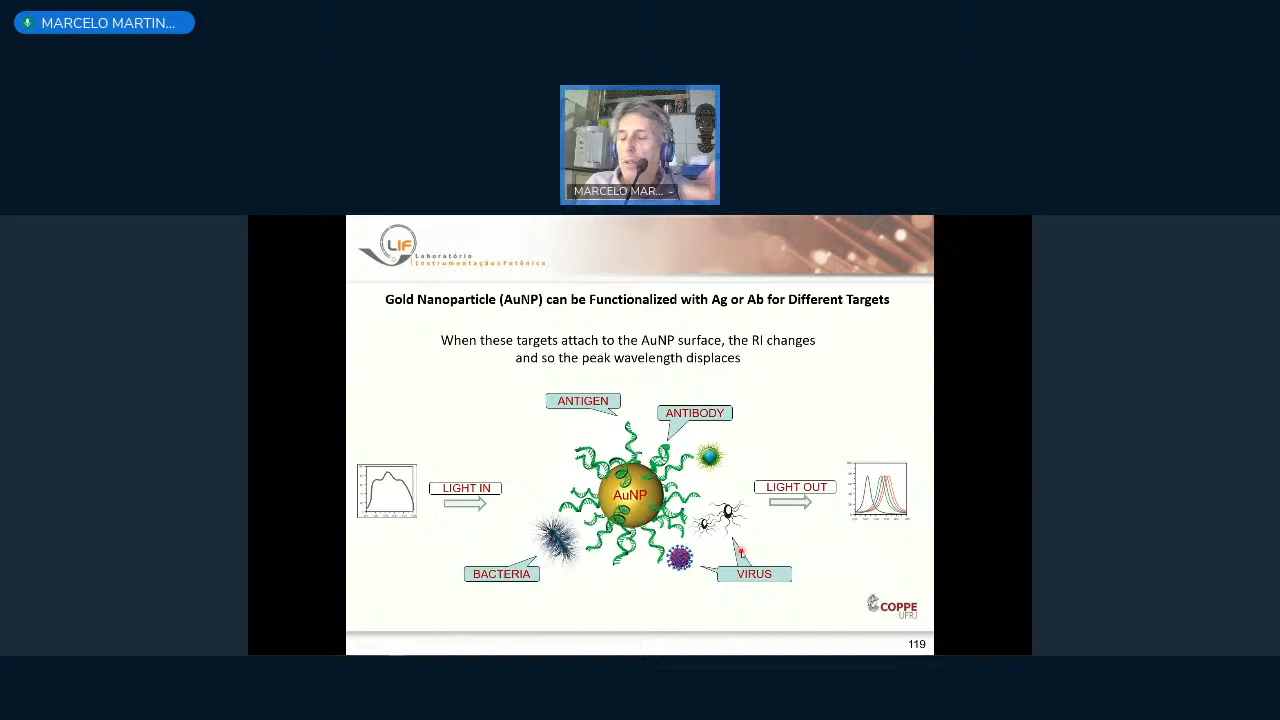 MARCELO MARTIN...
MARCELO MAR...
LIF
Laboratório
Instrumentação&Fotônica
Gold Nanoparticle (AuNP) can be Functionalized with Ag or Ab for Different Targets
When these targets attach to the AuNP surface, the RI changes
and so the peak wavelength displaces
ANTIGEN
ANTIBODY
LIGHT IN
AuNP
LIGHT OUT
BACTERIA
VIRUS
COPPE
UFRJ
119